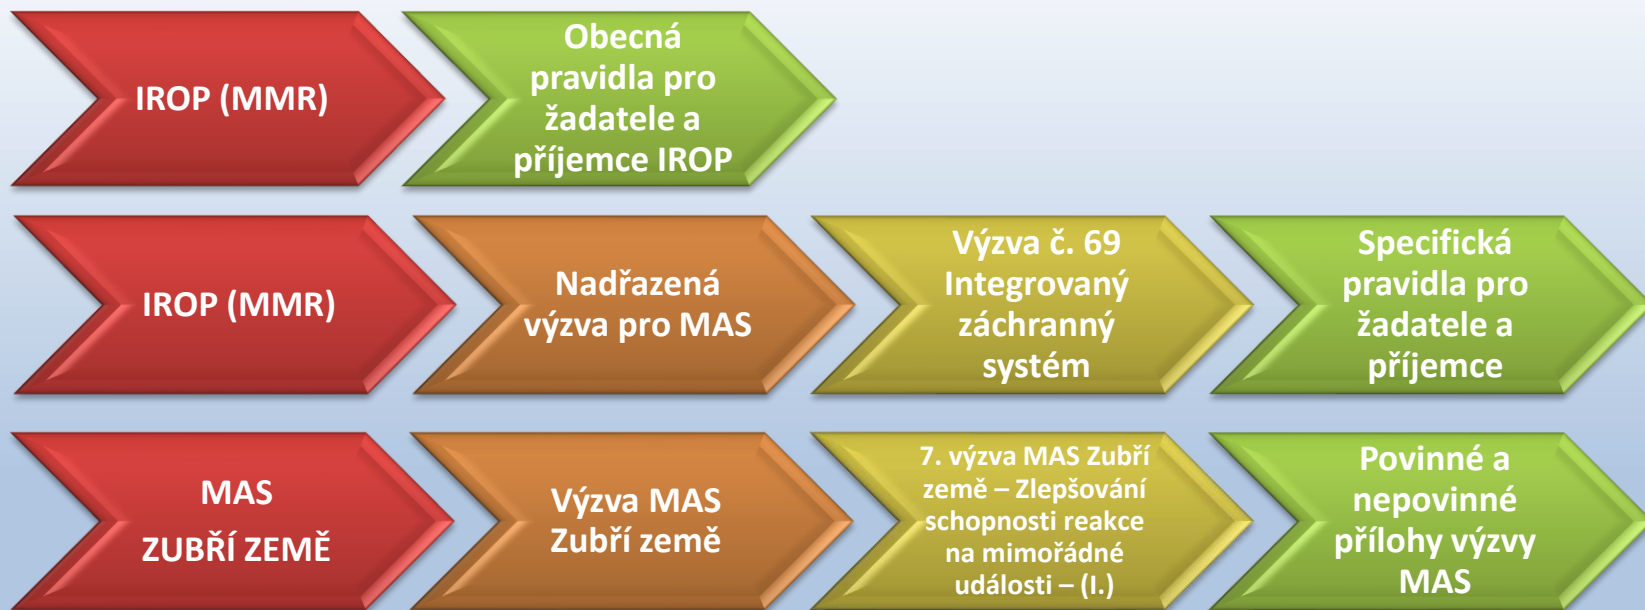 IROP (MMR)
Obecná
pravidla pro
žadatele a
příjemce IROP
IROP (MMR)
Nadřazená
výzva pro MAS
Výzva č. 69
Integrovaný
záchranný
systém
Specifická
pravidla pro
žadatele a
příjemce
MAS
ZUBŘÍ ZEMĚ
Výzva MAS
Zubří země
7. výzva MAS Zubří
země – Zlepšování
schopnosti reakce
na mimořádné
události – (I.)
Povinné a
nepovinné
přílohy výzvy
MAS